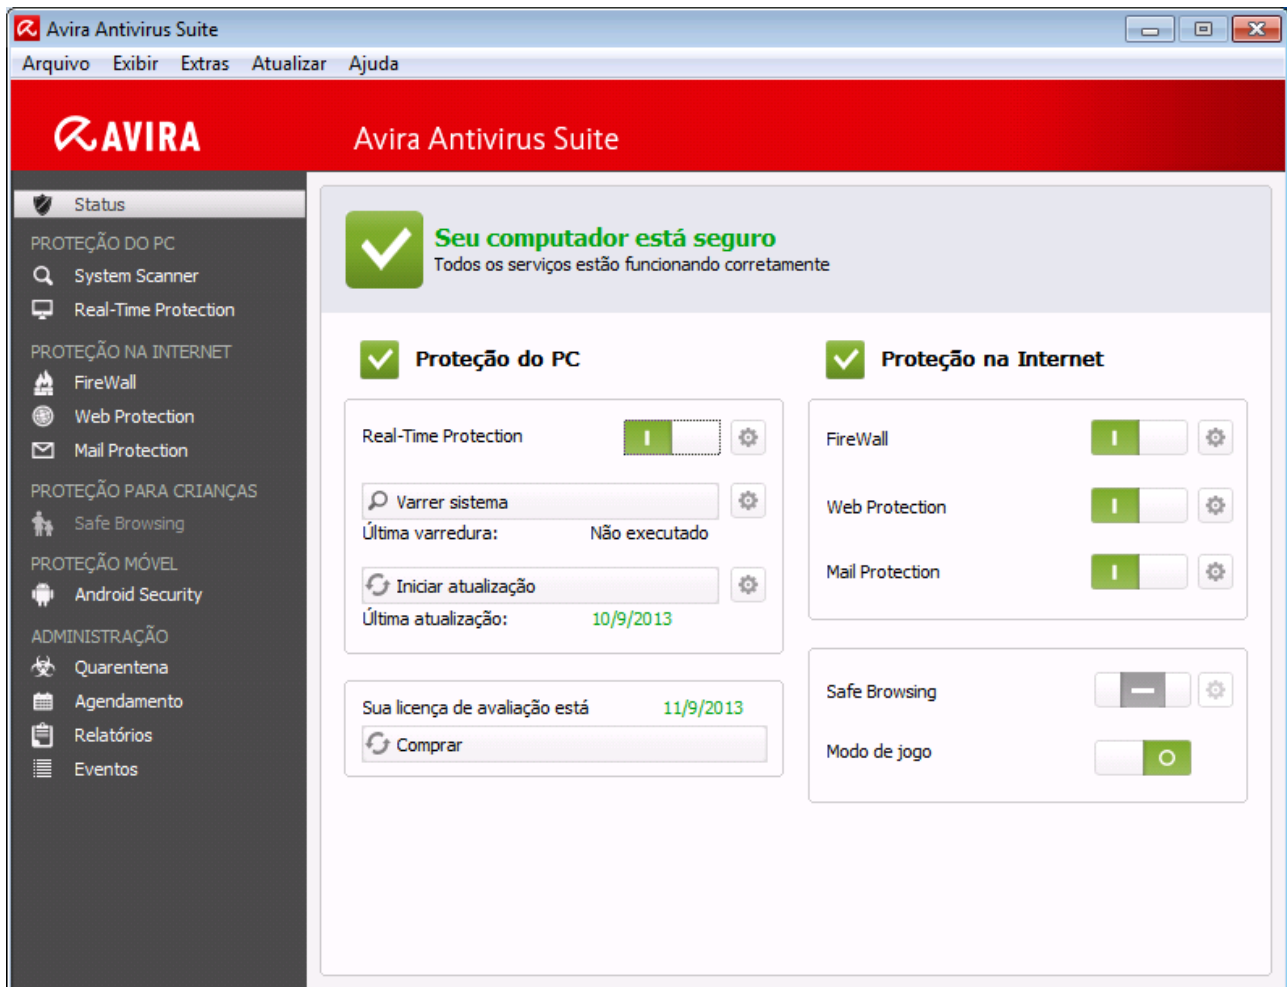 Avira Antivirus Suite
Arquivo Exibir Extras Atualizar Ajuda
AVIRA
Avira Antivirus Suite
Status
PROTEÇÃO DO PC
System Scanner
Real-Time Protection
PROTEÇÃO NA INTERNET
FireWall
Web Protection
Mail Protection
PROTEÇÃO PARA CRIANÇAS
Safe Browsing
PROTEÇÃO MÓVEL
Android Security
ADMINISTRAÇÃO
Quarentena
Agendamento
Relatórios
Eventos
Seu computador está seguro
Todos os serviços estão funcionando corretamente
Proteção do PC
Real-Time Protection
Varrer sistema
Última varredura: Não executado
Iniciar atualização
Última atualização: 10/9/2013
Sua licença de avaliação está 11/9/2013
Comprar
Proteção na Internet
FireWall
Web Protection
Mail Protection
Safe Browsing
Modo de jogo